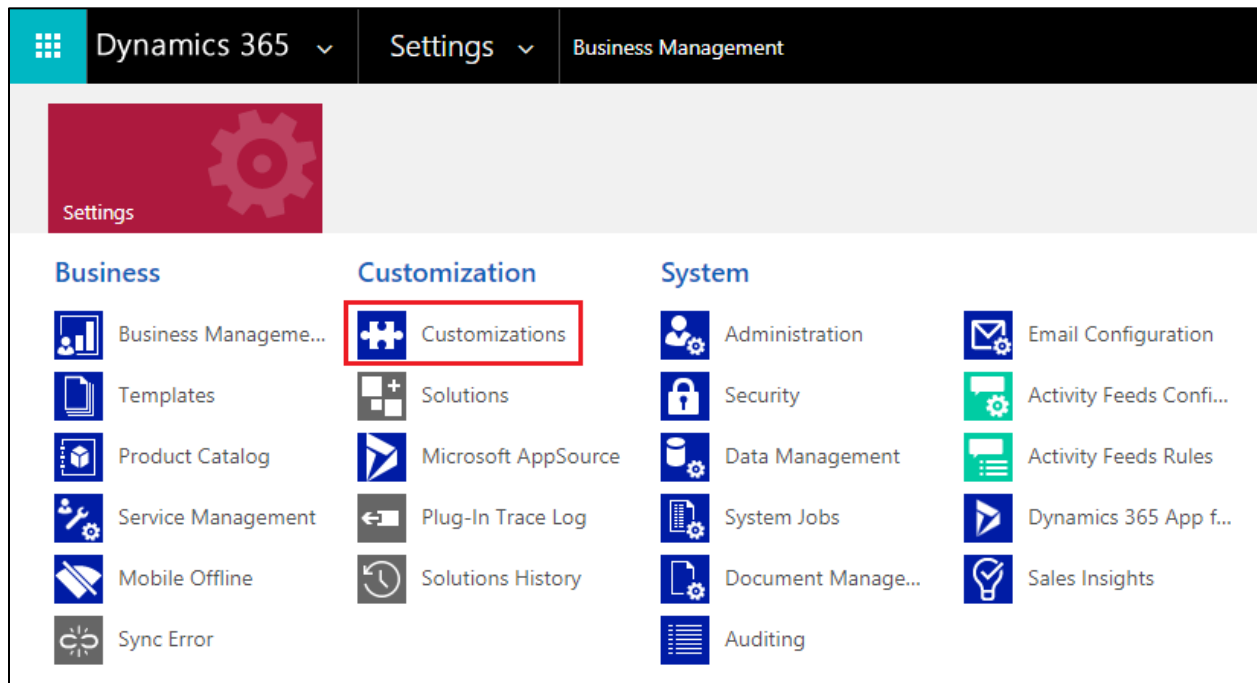 Dynamics 365
Settings
Business Management
Settings
Business
Business Manageme...
Templates
Product Catalog
Service Management
Mobile Offline
Sync Error
Customization
Customizations
Solutions
Microsoft AppSource
Plug-In Trace Log
Solutions History
System
Administration
Security
Data Management
System Jobs
Document Manage...
Auditing
Email Configuration
Activity Feeds Confi...
Activity Feeds Rules
Dynamics 365 App f...
Sales Insights